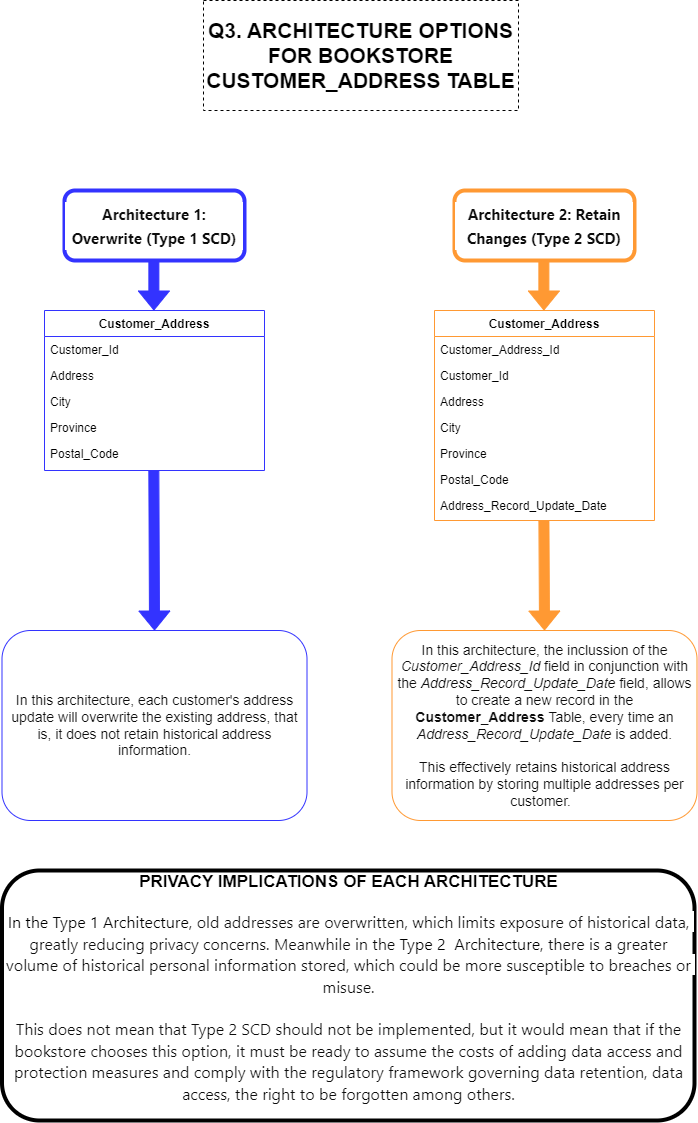 Q3. ARCHITECTURE OPTIONS
FOR BOOKSTORE
CUSTOMER_ADDRESS TABLE
Architecture 1:
Overwrite (Type 1 SCD)
Customer_Address
Customer_Id
Address
City
Province
Postal_Code
In this architecture, each customer's address
update will overwrite the existing address, that
is, it does not retain historical address
information.
Architecture 2: Retain
Changes (Type 2 SCD)
Customer_Address
Customer_Address_Id
Customer_Id
Address
City
Province
Postal_Code
Address_Record_Update_Date
In this architecture, the inclussion of the
Customer_Address_Id field in conjunction with
the Address_Record_Update_Date field, allows
to create a new record in the
Customer_Address Table, every time an
Address_Record_Update_Date is added.
This effectively retains historical address
information by storing multiple addresses per
customer.
PRIVACY IMPLICATIONS OF EACH ARCHITECTURE
In the Type 1 Architecture, old addresses are overwritten, which limits exposure of historical data,
greatly reducing privacy concerns. Meanwhile in the Type 2 Architecture, there is a greater
volume of historical personal information stored, which could be more susceptible to breaches or
misuse.
This does not mean that Type 2 SCD should not be implemented, but it would mean that if the
bookstore chooses this option, it must be ready to assume the costs of adding data access and
protection measures and comply with the regulatory framework governing data retention, data
access, the right to be forgotten among others.